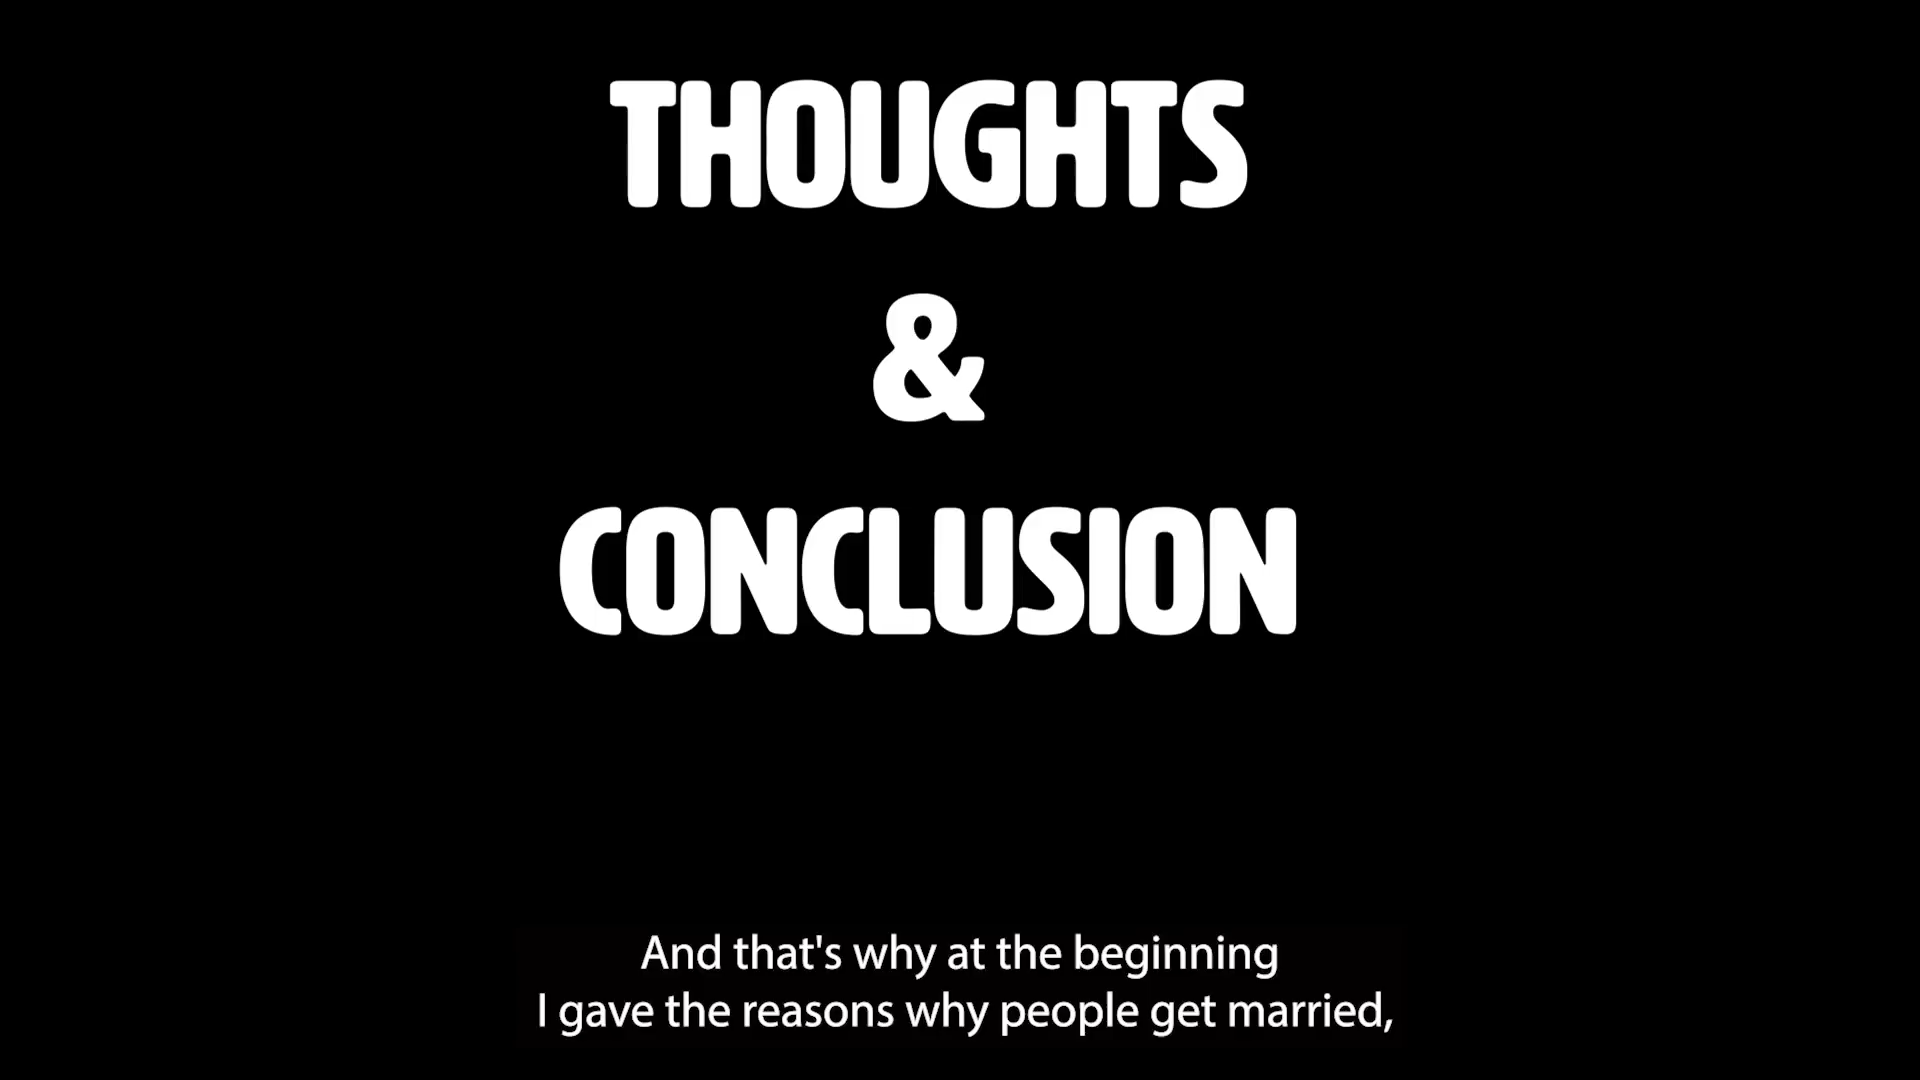 THOUGHTS
&
CONCLUSION
And that's why at the beginning
I gave the reasons why people get married,